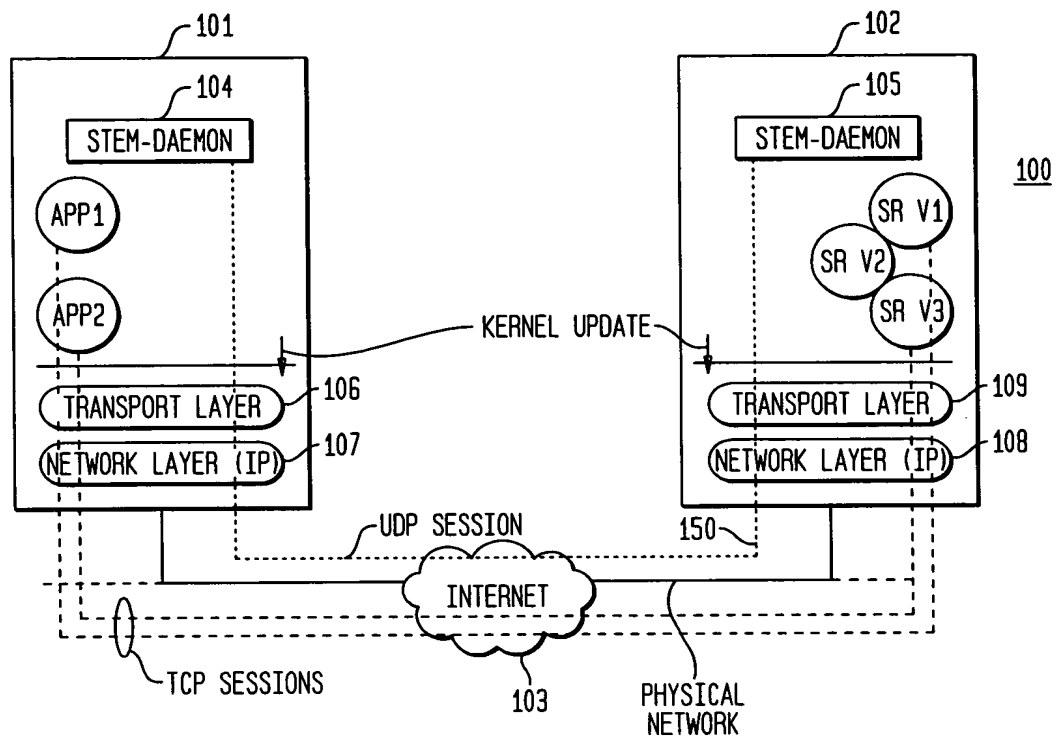 101
102
104
105
STEM-DAEMON
STEM-DAEMON
100
APP1
SR V1
SR V2
APP2
SR V3
KERNEL UPDATE
106
109
TRANSPORT LAYER
TRANSPORT LAYER
107
108
NETWORK LAYER (IP)
NETWORK LAYER (IP)
UDP SESSION
150
INTERNET
TCP SESSIONS
103
PHYSICAL
NETWORK